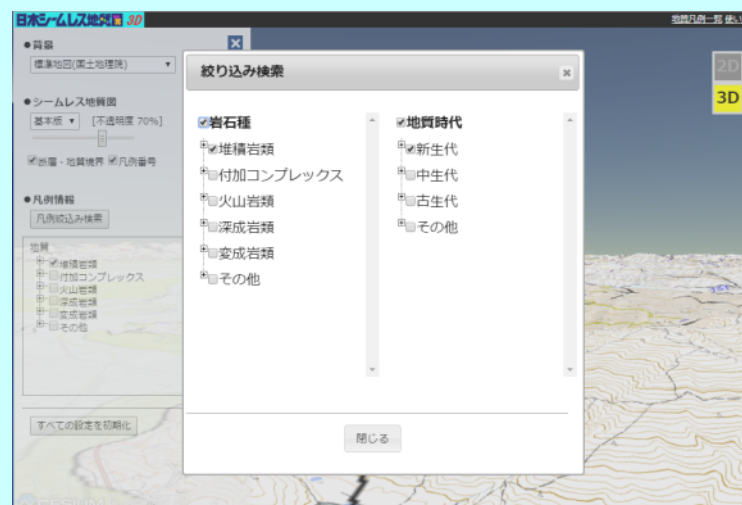 日本シームレス地質図 3D
地質凡例一覧 使い
●背景
標準地図(国土地理院)
●シームレス地質図
基本版 [不透明度 70%]
断層・地質境界 凡例番号
●凡例情報
凡例絞込み検索
地質
堆積岩類
付加コンプレックス
火山岩類
深成岩類
変成岩類
その他
すべての設定を初期化
絞り込み検索
岩石種
堆積岩類
付加コンプレックス
火山岩類
深成岩類
変成岩類
その他
地質時代
新生代
中生代
古生代
その他
閉じる
2D
3D